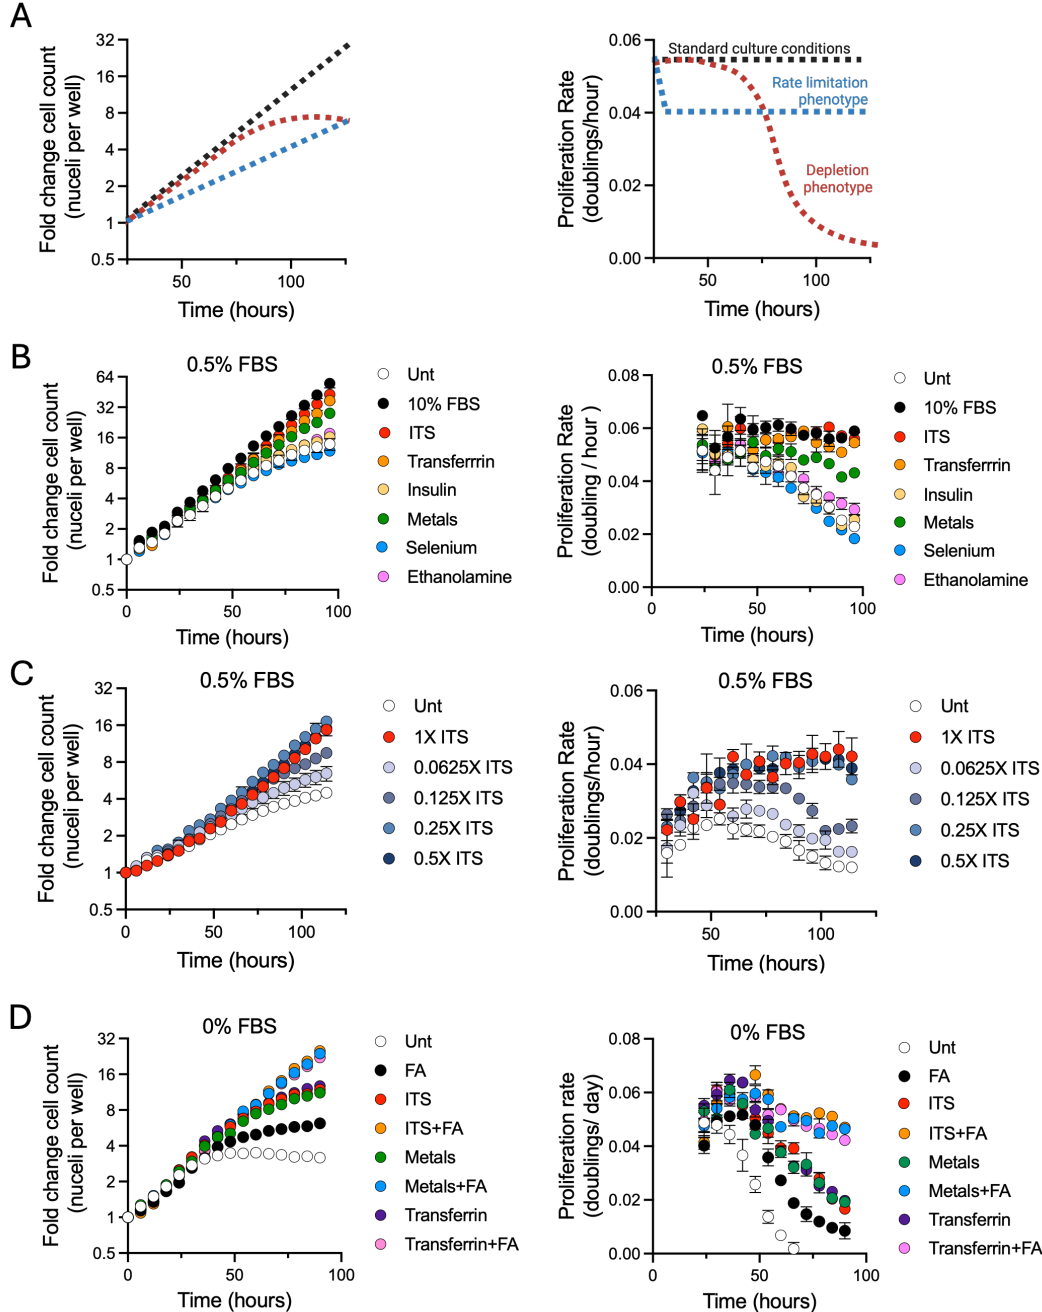 A
Fold change cell count
(nuceli per well)
32
16
8
4
2
1
0.5
50
100
Time (hours)
Proliferation Rate
(doublings/hour)
0.06
0.04
0.02
0.00
50
100
Time (hours)
Standard culture conditions
Rate limitation
phenotype
Depletion
phenotype
B
0.5% FBS
Fold change cell count
(nuceli per well)
64
32
16
8
4
2
1
0.5
0
50
100
Time (hours)
Unt
10% FBS
ITS
Transferrrin
Insulin
Metals
Selenium
Ethanolamine
0.5% FBS
Proliferation Rate
(doubling / hour )
0.08
0.06
0.04
0.02
0.00
0
50
100
Time (hours)
Unt
10% FBS
ITS
Transferrrin
Insulin
Metals
Selenium
Ethanolamine
C
0.5% FBS
Fold change cell count
(nuceli per well)
32
16
8
4
2
1
0.5
0
50
100
Time (hours)
Unt
1X ITS
0.0625X ITS
0.125X ITS
0.25X ITS
0.5X ITS
0.5% FBS
Proliferation Rate
(doublings/hour)
0.06
0.04
0.02
0.00
50
100
Time (hours)
Unt
1X ITS
0.0625X ITS
0.125X ITS
0.25X ITS
0.5X ITS
D
0% FBS
Fold change cell count
(nuceli per well)
32
16
8
4
2
1
0.5
0
50
100
Time (hours)
Unt
FA
ITS
ITS+FA
Metals
Metals+FA
Transferrin
Transferrin+FA
0% FBS
Proliferation rate
(doublings/ day)
0.08
0.06
0.04
0.02
0.00
0
50
100
Time (hours)
Unt
FA
ITS
ITS+FA
Metals
Metals+FA
Transferrin
Transferrin+FA